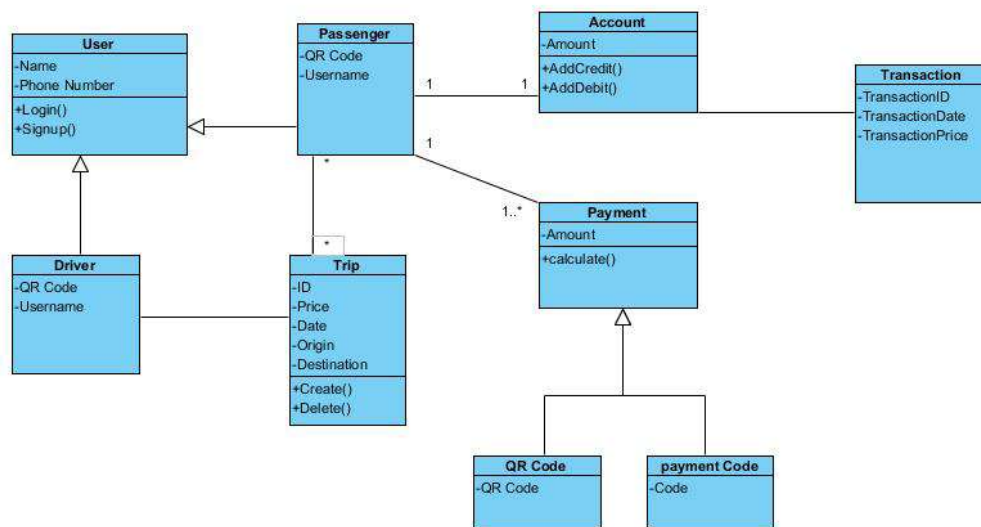 User
-Name
-Phone Number
+Login()
+Signup()
Passenger
-QR Code
-Username
Account
-Amount
+AddCredit()
+AddDebit()
Transaction
-TransactionID
-TransactionDate
-TransactionPrice
1
1
1
1..*
*
*
Payment
-Amount
+calculate()
Driver
-QR Code
-Username
Trip
-ID
-Price
-Date
-Origin
-Destination
+Create()
+Delete()
QR Code
-QR Code
payment Code
-Code